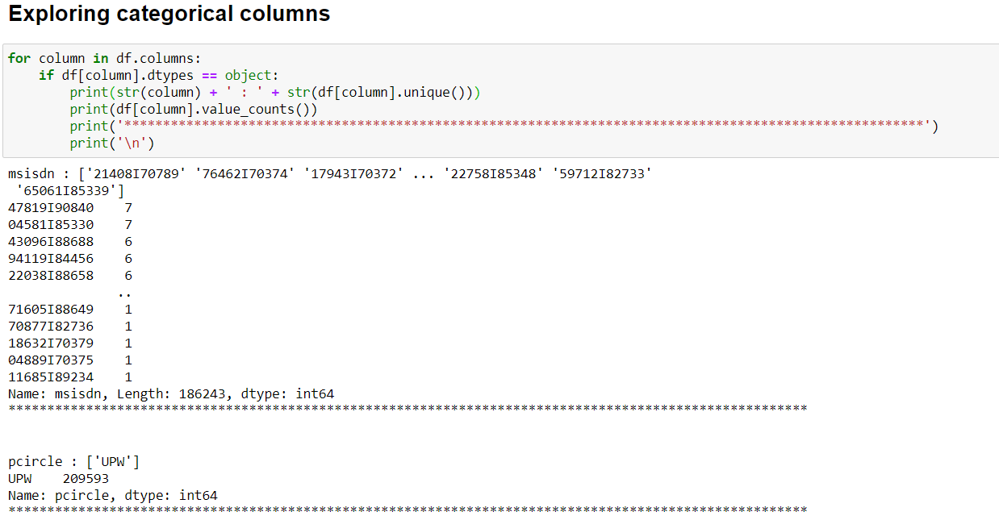 Exploring categorical columns
for column in df.columns:
    if df[column].dtypes == object:
        print(str(column) + ' : ' + str(df[column].unique()))
        print(df[column].value_counts())
        print('*******************************************************************************************************')
        print('\n')
msisdn : ['21408I70789' '76462I70374' '17943I70372' ... '22758I85348' '59712I82733'
 '65061I85339']
47819I90840    7
04581I85330    7
43096I88688    6
94119I84456    6
22038I88658    6
              ..
71605I88649    1
70877I82736    1
18632I70379    1
04889I70375    1
11685I89234    1
Name: msisdn, Length: 186243, dtype: int64
*******************************************************************************************************
pcircle : ['UPW']
UPW    209593
Name: pcircle, dtype: int64
*******************************************************************************************************